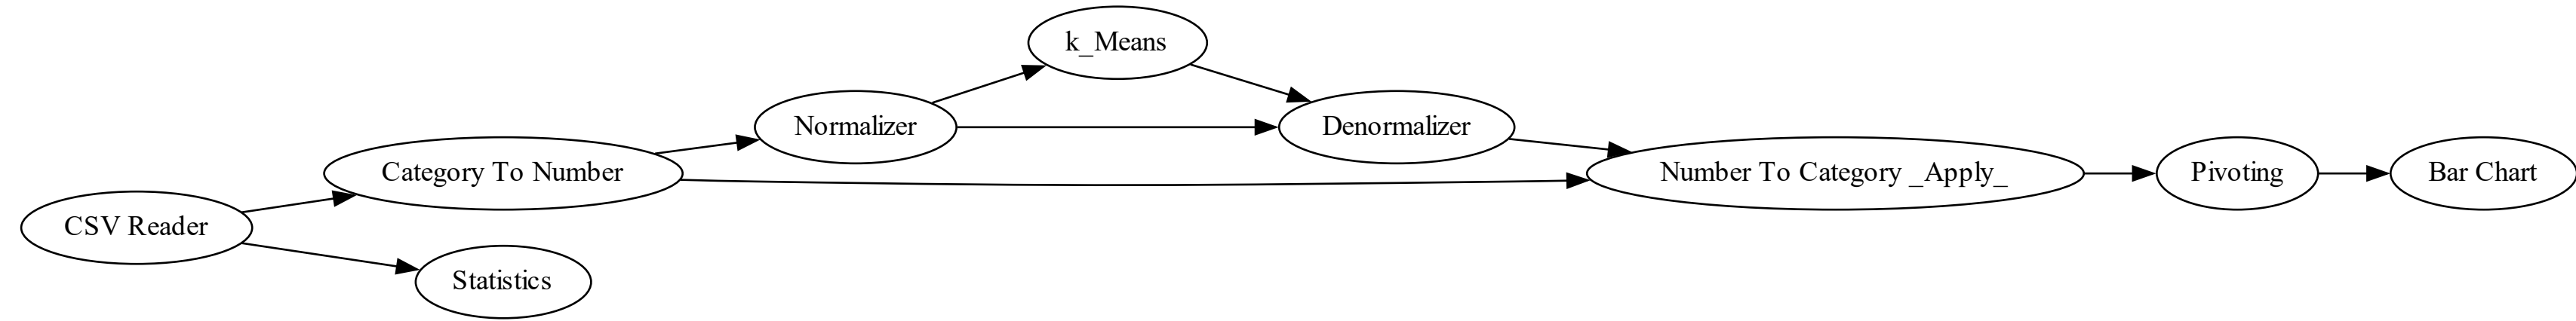 k_Means
Normalizer
Denormalizer
Category To Number
Number To Category _Apply_
Pivoting
Bar Chart
CSV Reader
Statistics